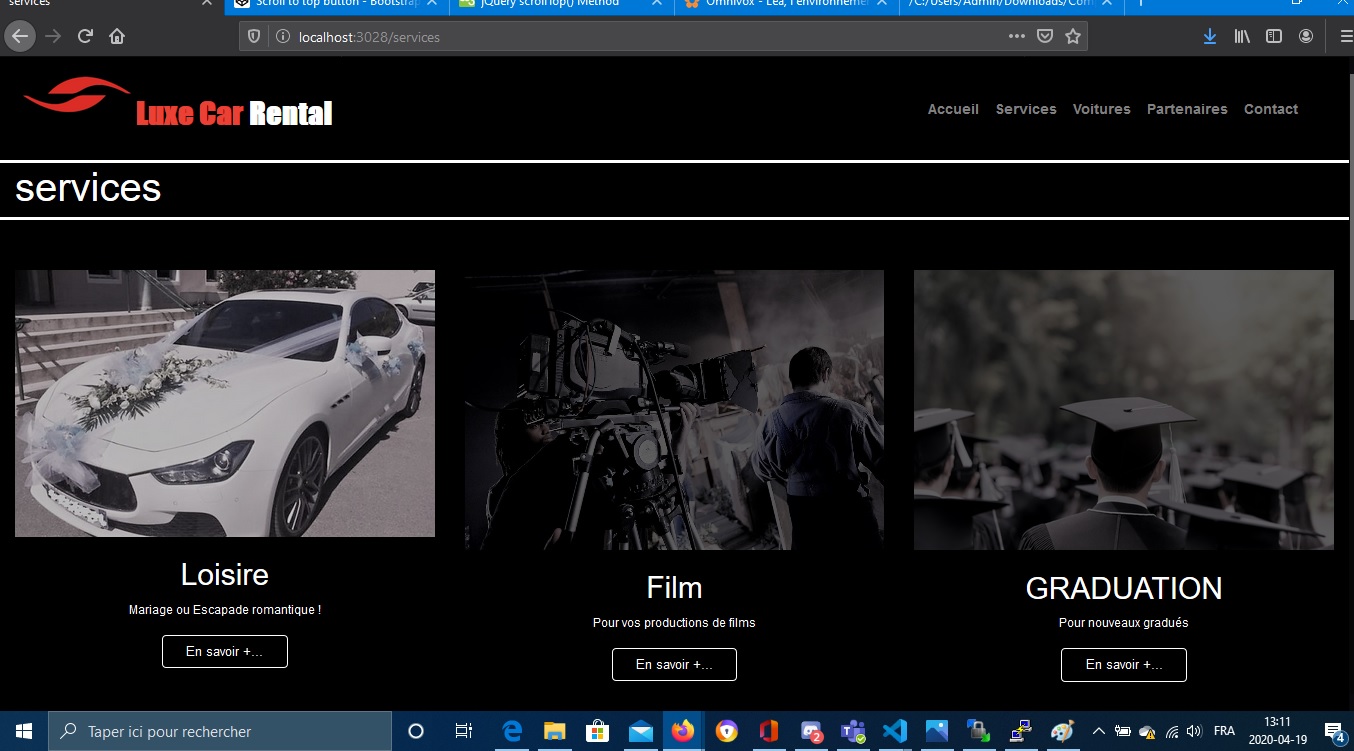 services
Scroll to top button - Bootstrap
jQuery scrollTop() Method
Omnivox - Léa, l'environnemen
/C:/Users/Admin/Downloads/Com
localhost:3028/services
Luxe Car Rental
Accueil Services Voitures Partenaires Contact
services
Loisire
Mariage ou Escapade romantique !
En savoir +...
Film
Pour vos productions de films
En savoir +...
GRADUATION
Pour nouveaux gradués
En savoir +...
Taper ici pour rechercher
2
FRA
13:11
2020-04-19
4